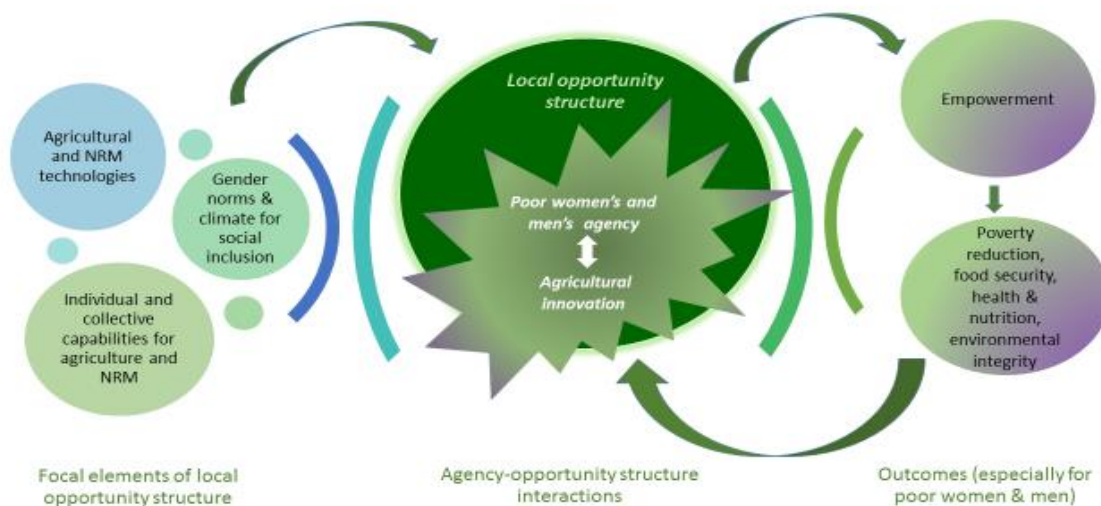 Agricultural
and NRM
technologies
Gender
norms &
climate for
social
inclusion
Individual and
collective
capabilities for
agriculture and
NRM
Focal elements of local
opportunity structure
Local opportunity
structure
Poor women's and
men's agency
Agricultural
innovation
Agency-opportunity structure
interactions
Empowerment
Poverty
reduction,
food security,
health &
nutrition,
environmental
integrity
Outcomes (especially for
poor women & men)